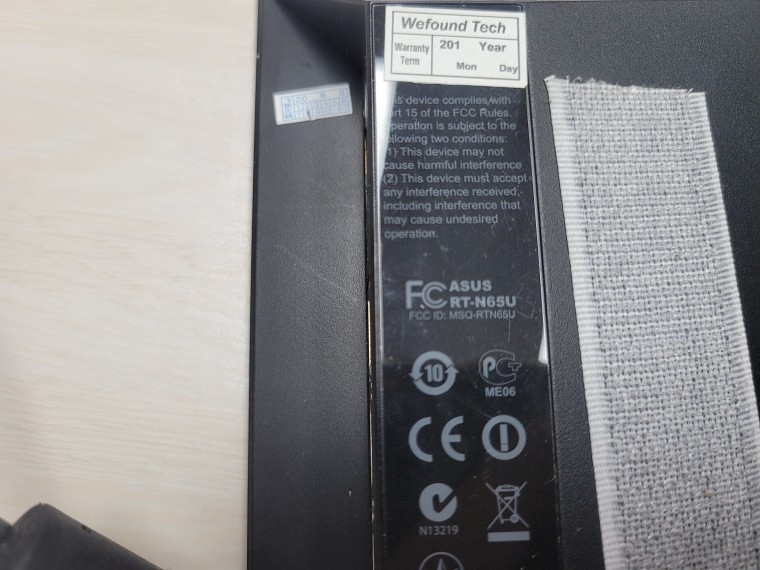 Wefound Tech
Warranty Term
201 Year
Mon Day
is device complies with
rt 15 of the FCC Rules.
peration is subject to the
ollowing two conditions:
(1) This device may not
cause harmful interference
(2) This device must accept
any interference received,
including interference that
may cause undesired
operation.
FC ASUS
RT-N65U
FCC ID: MSQ-RTN65U
10
ME06
CE
N13219